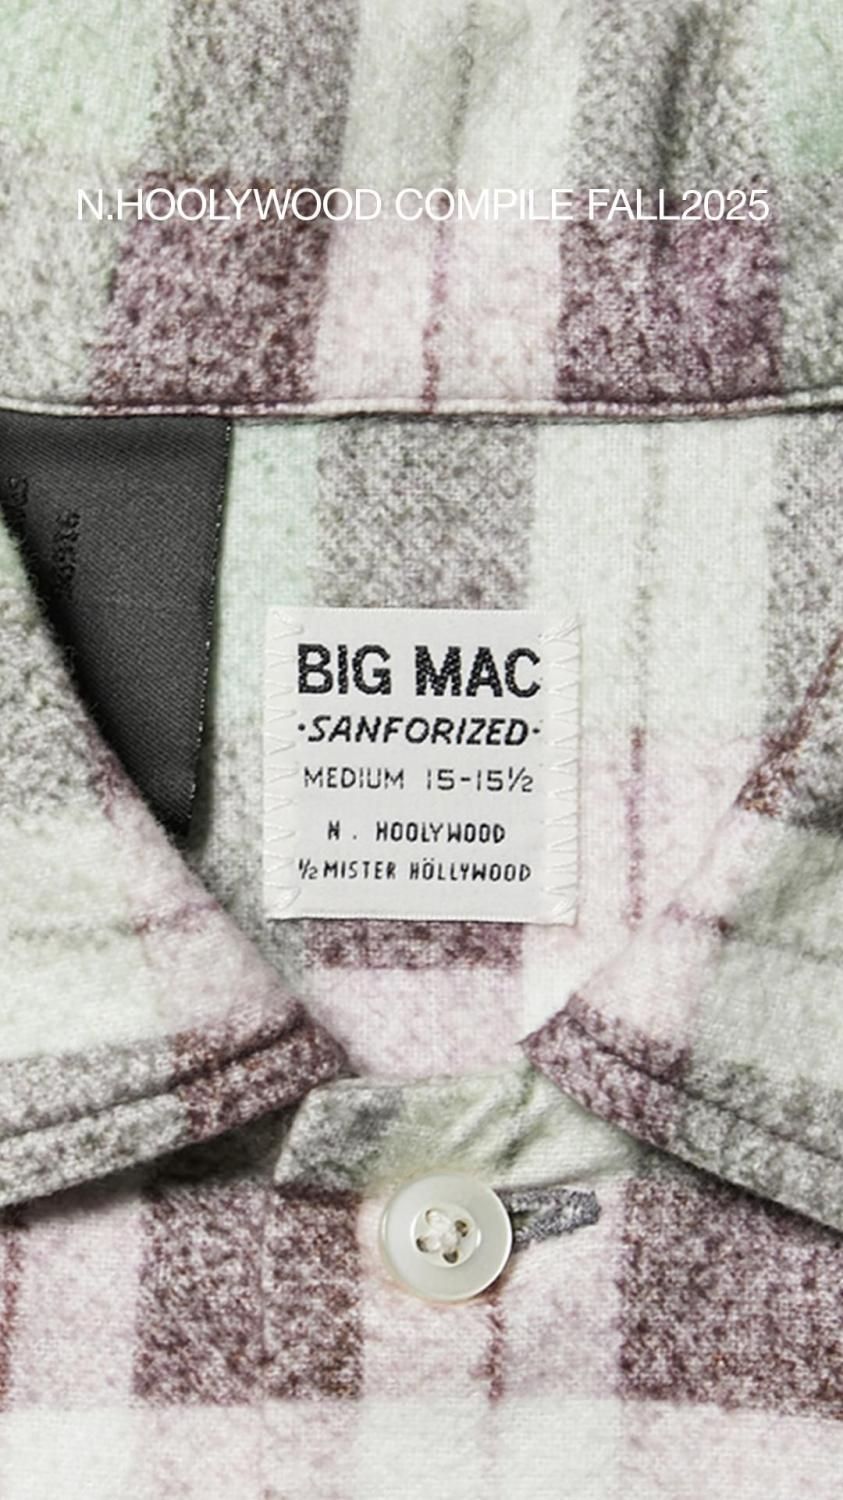 N.HOOLYWOOD COMPILE FALL2025
BIG MAC
·SANFORIZED·
MEDIUM 15-15½
N . HOOLYWOOD
½ MISTER HÖLLYWOOD